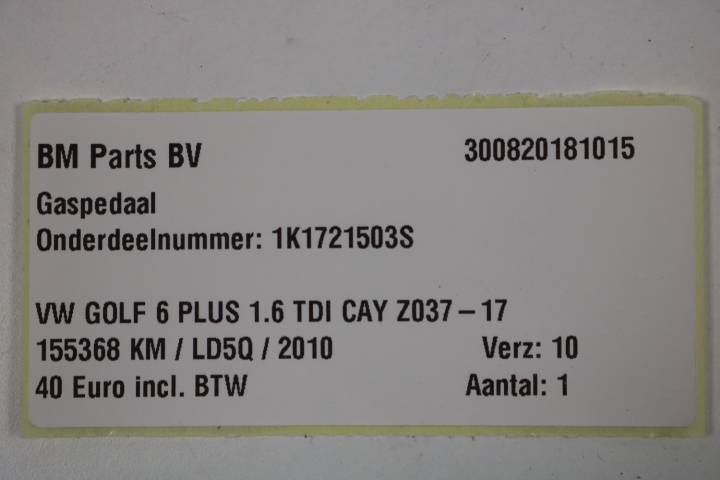 BM Parts BV 300820181015
Gaspedaal
Onderdeelnummer: 1K1721503S
VW GOLF 6 PLUS 1.6 TDI CAY Z037 – 17
155368 KM / LD5Q / 2010 Verz: 10
40 Euro incl. BTW Aantal: 1